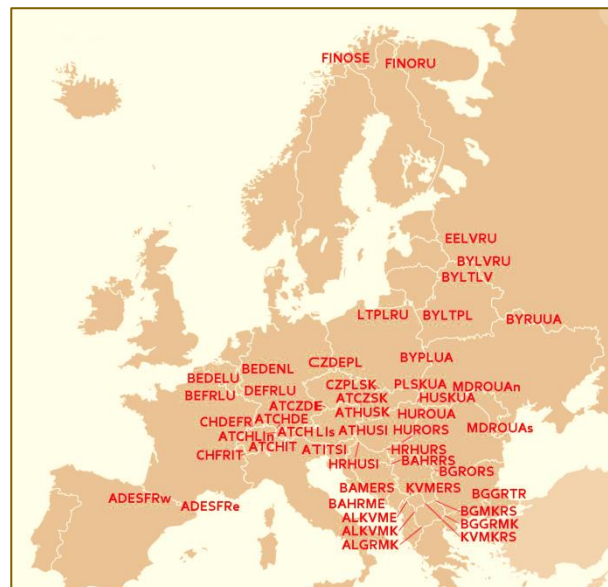 FINOSE
FINORU
EELVRU
BYLVRU
BYLTLV
LTPLRU
BYLTPL
BYRUUA
BEDENL
CZDEPL
BYPLUA
BEDELU
BEFRLU
DEFRLU
CZPLSK
PLSKUA
MDROUAn
ATCZDE
ATCZSK
HUSKUA
CHDEFR
ATCHDE
ATHUSK
HUROUA
ATCHLIn
ATCH LIs
ATHUSI
HURORS
MDROUAs
CHFRIT
ATCHIT
ATITSI
HRHURS
HRHUSI
BAHRRS
BGRORS
ADESFRw
ADESFRe
BAMERS
KVMERS
BGGRTR
BAHRME
BGMKRS
ALKVME
BGGRMK
ALKVMK
KVMKRS
ALGRMK